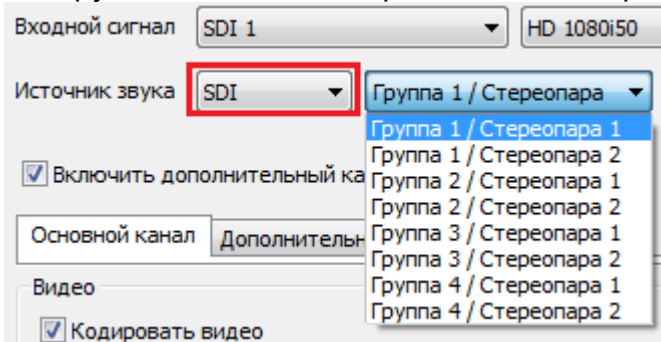 Входной сигнал SDI 1 HD 1080i50
Источник звука SDI Группа 1 / Стереопара
Группа 1 / Стереопара 1
Группа 1 / Стереопара 2
Включить дополнительный ка
Группа 2 / Стереопара 1
Группа 2 / Стереопара 2
Основной канал Дополнительн
Группа 3 / Стереопара 1
Группа 3 / Стереопара 2
Видео
Группа 4 / Стереопара 1
Группа 4 / Стереопара 2
Кодировать видео